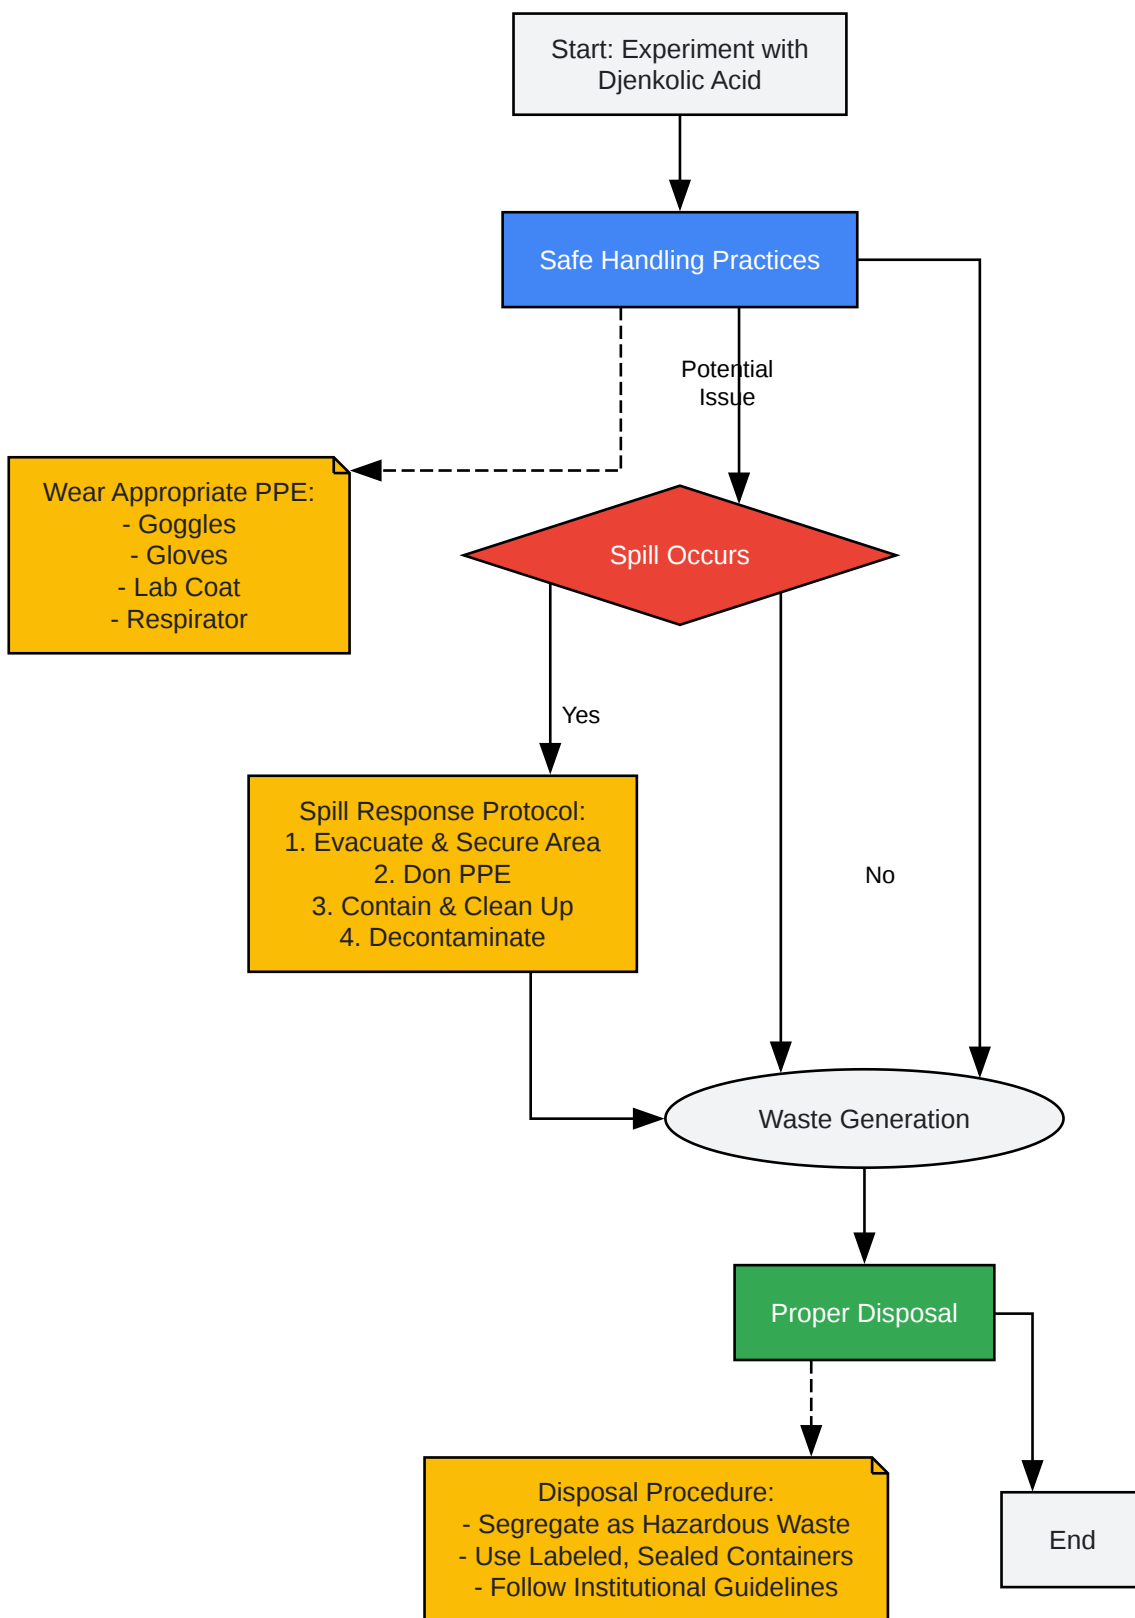 Start: Experiment with
Djenkolic Acid
Safe Handling Practices
Potential
Issue
Wear Appropriate PPE:
- Goggles
- Gloves
- Lab Coat
- Respirator
Spill Occurs
Yes
Spill Response Protocol:
1. Evacuate & Secure Area
2. Don PPE
3. Contain & Clean Up
4. Decontaminate
No
Waste Generation
Proper Disposal
Disposal Procedure:
- Segregate as Hazardous Waste
- Use Labeled, Sealed Containers
- Follow Institutional Guidelines
End